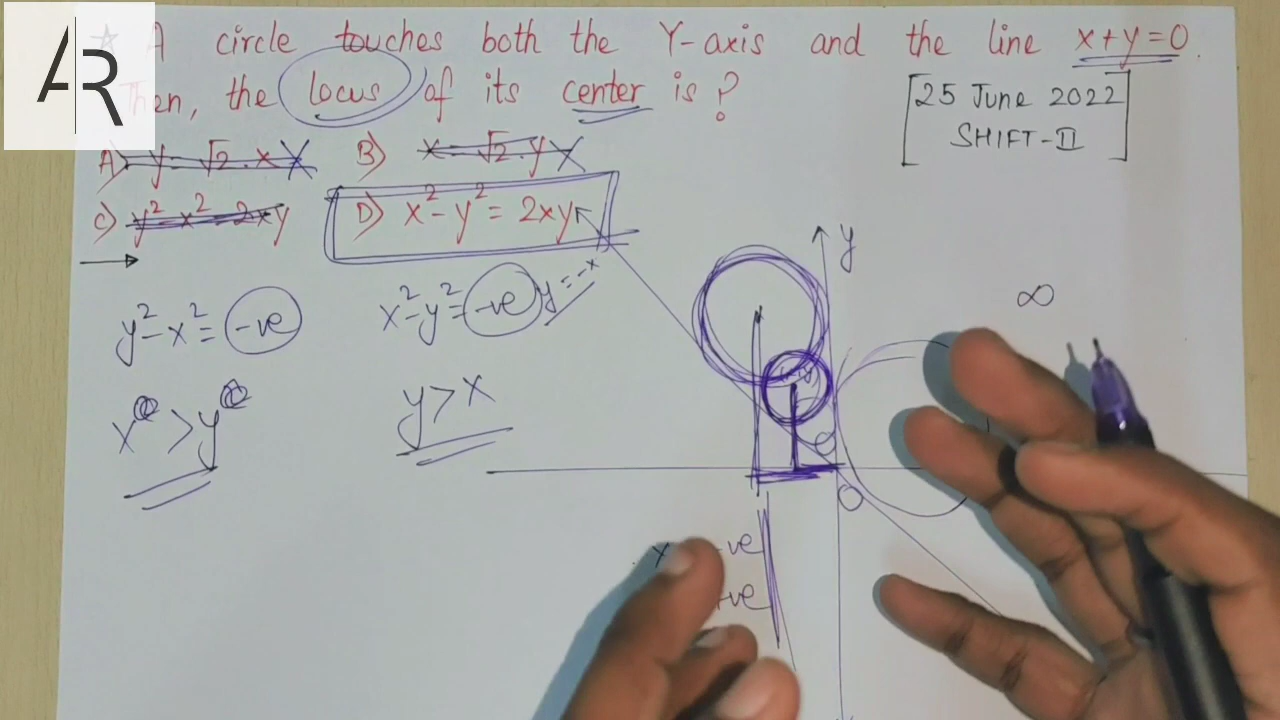 AR
A circle touches both the Y-axis and the line x+y=0.
Then, the locus of its center is ?
[25 June 2022
SHIFT-II]
A) y=√2.x X B) x=√2.y X
C) y²-x²=2xy D) x²-y²=2xy
y²-x²= -ve x²-y²= -ve y=-x
x > y y>x
y
∞
O
x -ve
+ve